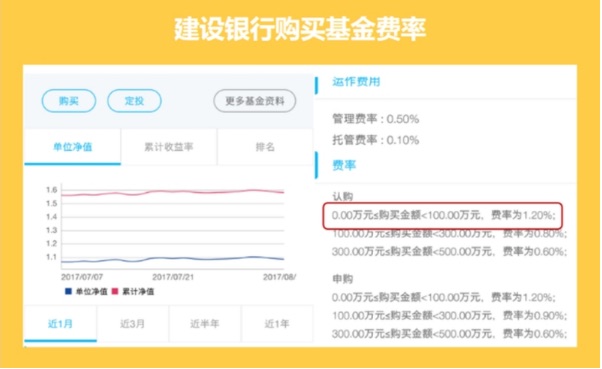 建设银行购买基金费率
购买
定投
更多基金资料
单位净值
累计收益率
排名
1.6
1.5
1.4
1.3
1.2
1.1
2017/07/07
2017/07/21
2017/08/
单位净值
累计净值
近1月
近3月
近半年
近1年
运作费用
管理费率：0.50%
托管费率：0.10%
费率
认购
0.00万元≤购买金额<100.00万元，费率为1.20%;
100.00万元≤购买金额<300.00万元，费率为0.80%;
300.00万元≤购买金额<500.00万元，费率为0.60%;
申购
0.00万元≤购买金额<100.00万元，费率为1.20%;
100.00万元≤购买金额<300.00万元，费率为0.90%;
300.00万元≤购买金额<500.00万元，费率为0.60%;